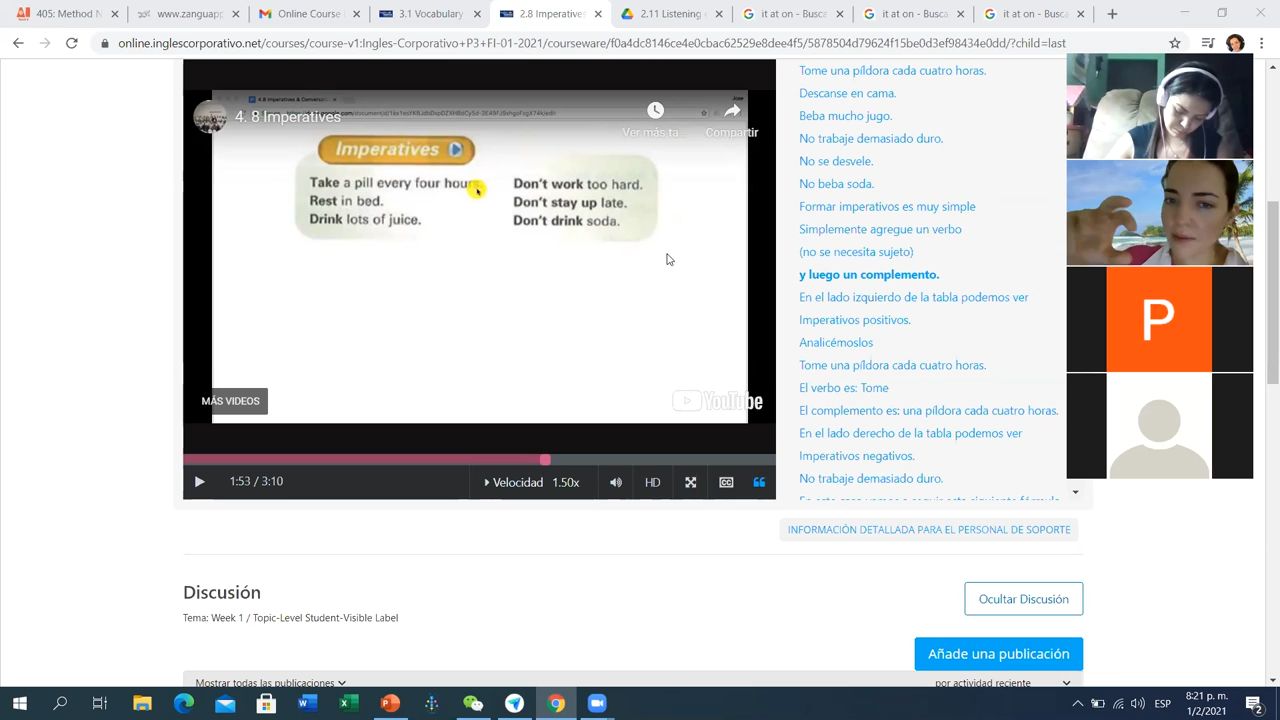 405: Method N
www.zanguapp.
Online Course
3.1 Vocabulary
2.8 Imperatives
2.11 Listening
it at on - Busca
it on - Busca
on - Busca
online.inglescorporativo.net/courses/course-v1:Ingles-Corporativo+P3+FI-01-2021/courseware/f0a4dc8146ce4e0cbac62529e8dee4f5/5878504d79624f15be0d3ef98434e0dd/?child=last
4. 8 Imperatives
Ver más ta...
Compartir
Imperatives
Take a pill every four hours
Rest in bed.
Drink lots of juice.
Don't work too hard.
Don't stay up late.
Don't drink soda.
MÁS VIDEOS
YouTube
1:53 / 3:10
Velocidad 1.50x
HD
Tome una píldora cada cuatro horas.
Descanse en cama.
Beba mucho jugo.
No trabaje demasiado duro.
No se desvele.
No beba soda.
Formar imperativos es muy simple
Simplemente agregue un verbo
(no se necesita sujeto)
y luego un complemento.
En el lado izquierdo de la tabla podemos ver
Imperativos positivos.
Analicémoslos
Tome una píldora cada cuatro horas.
El verbo es: Tome
El complemento es: una píldora cada cuatro horas.
En el lado derecho de la tabla podemos ver
Imperativos negativos.
No trabaje demasiado duro.
P
INFORMACIÓN DETALLADA PARA EL PERSONAL DE SOPORTE
Discusión
Tema: Week 1 / Topic-Level Student-Visible Label
Ocultar Discusión
Añade una publicación
Mostrar todas las publicaciones
por actividad reciente
ESP
8:21 p. m.
1/2/2021
2